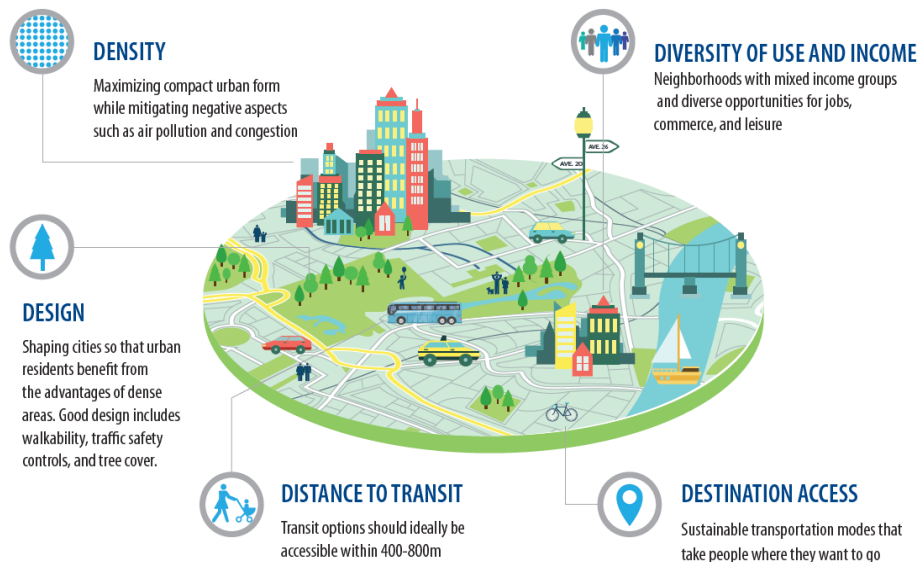 DENSITY
Maximizing compact urban form
while mitigating negative aspects
such as air pollution and congestion
DIVERSITY OF USE AND INCOME
Neighborhoods with mixed income groups
and diverse opportunities for jobs,
commerce, and leisure
AVE. 26
AVE. 20
DESIGN
Shaping cities so that urban
residents benefit from
the advantages of dense
areas. Good design includes
walkability, traffic safety
controls, and tree cover.
DISTANCE TO TRANSIT
Transit options should ideally be
accessible within 400-800m
DESTINATION ACCESS
Sustainable transportation modes that
take people where they want to go